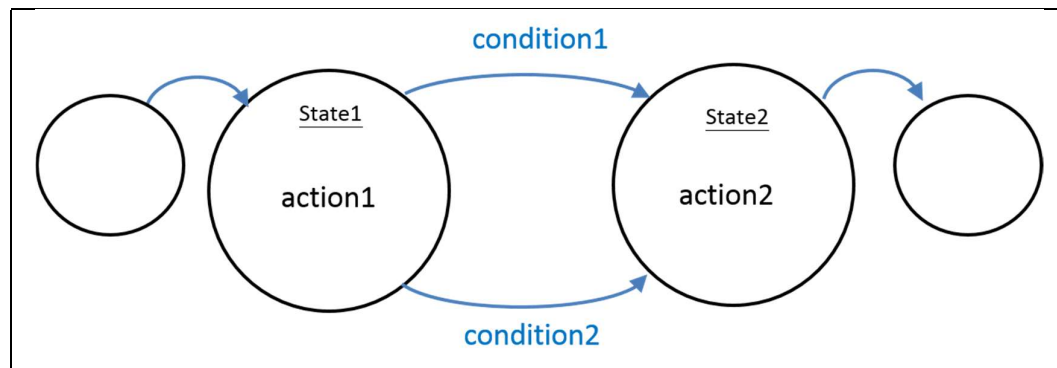 condition1
State1
State2
action1
action2
condition2